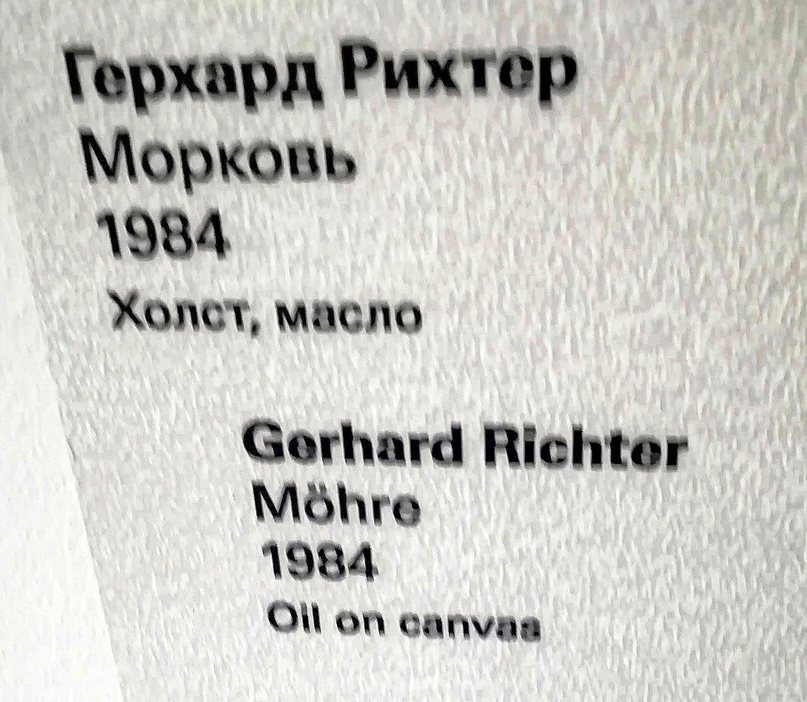 Герхард Рихтер
Морковь
1984
Холст, масло
Gerhard Richter
Möhre
1984
Oil on canvas